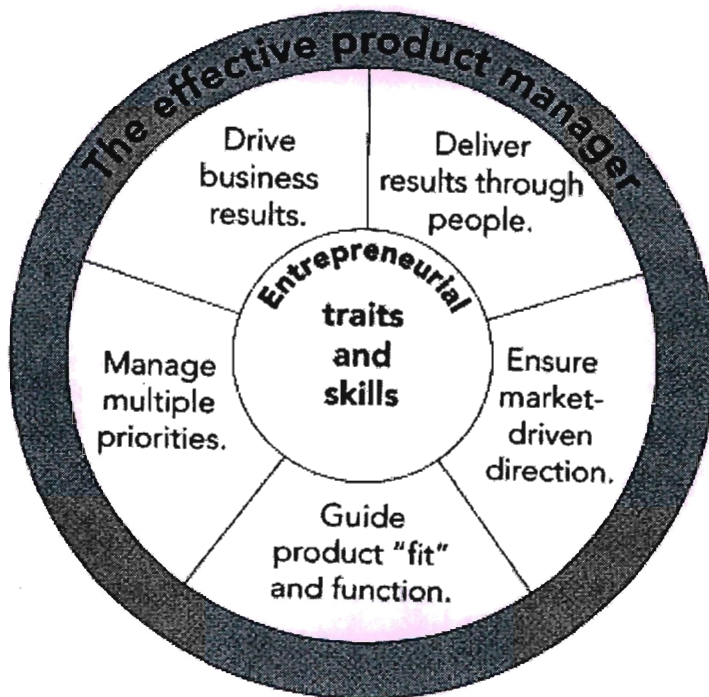 The effective product manager
Drive
business
results.
Deliver
results through
people.
Entrepreneurial
traits
and
skills
Manage
multiple
priorities.
Ensure
market-
driven
direction.
Guide
product "fit"
and function.